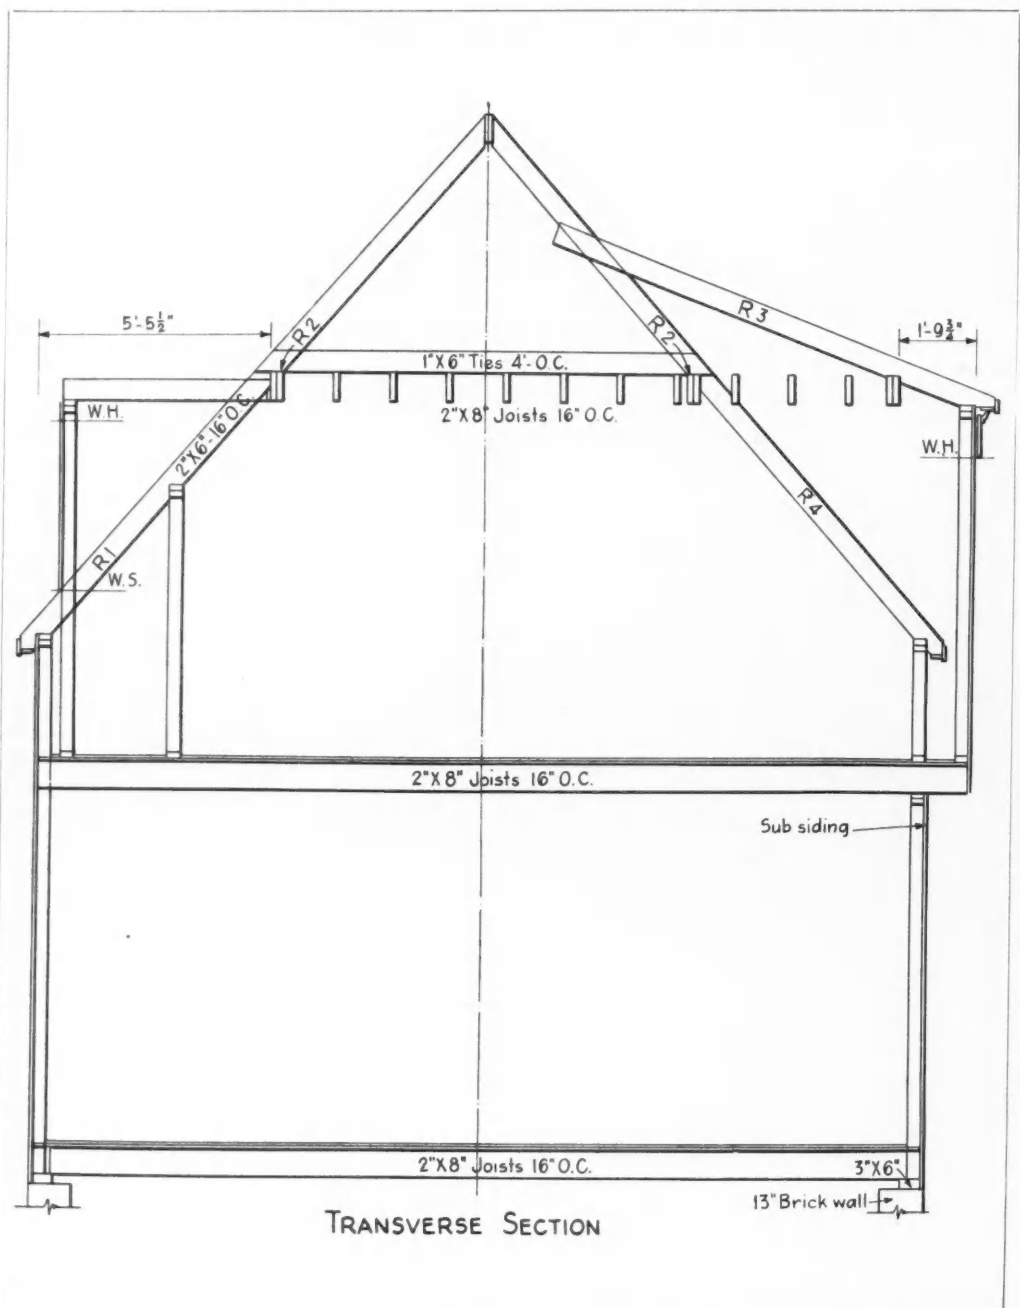 5'-5½"
R2
R2
R3
1'-9¾"
1"X6" Ties 4'-O.C.
2"X8" Joists 16" O.C.
W.H.
2"X6"-16"O.C.
W.H.
R1
W.S.
R4
2"X8" Joists 16" O.C.
Sub siding
2"X8" Joists 16" O.C.
3"X6"
13" Brick wall
TRANSVERSE SECTION